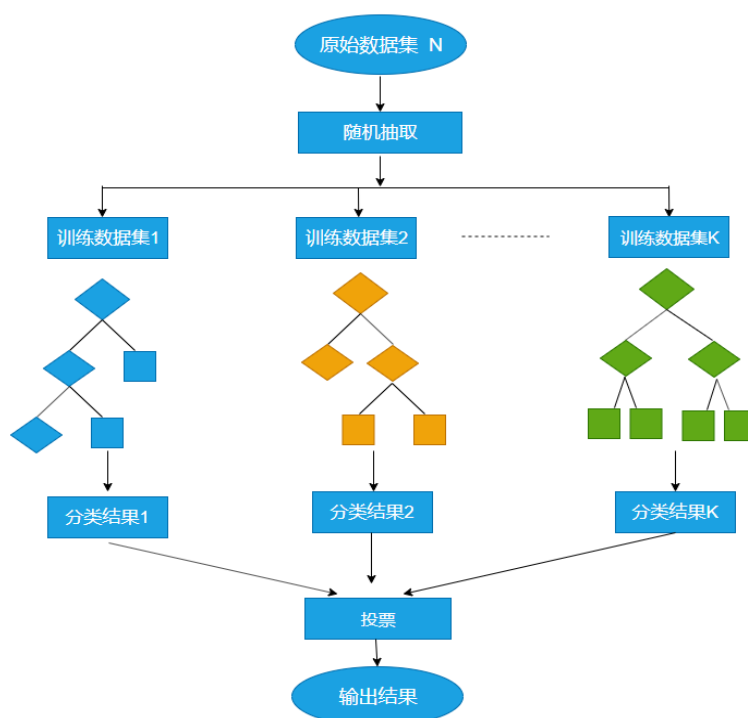 原始数据集 N
随机抽取
训练数据集1
训练数据集2
训练数据集K
分类结果1
分类结果2
分类结果K
投票
输出结果